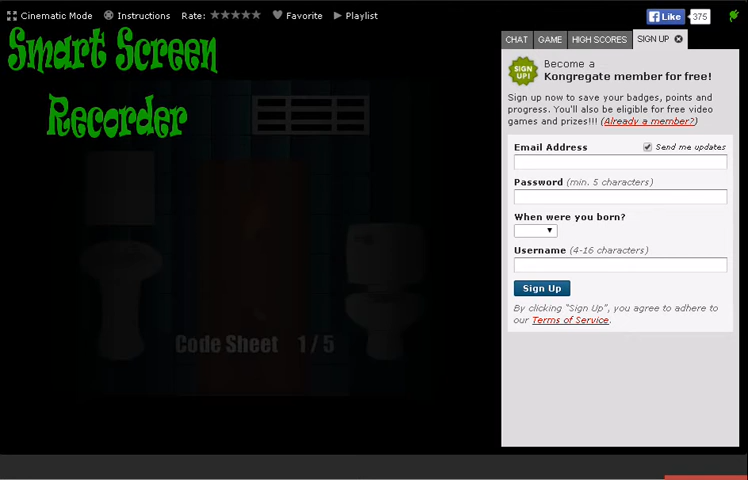 Cinematic Mode Instructions Rate: Favorite Playlist
Like 375
Smart Screen
Recorder
CHAT GAME HIGH SCORES SIGN UP
SIGN UP!
Become a
Kongregate member for free!
Sign up now to save your badges, points and
progress. You'll also be eligible for free video
games and prizes!!! (Already a member?)
Email Address Send me updates
Password (min. 5 characters)
When were you born?
Username (4-16 characters)
Sign Up
By clicking "Sign Up", you agree to adhere to
our Terms of Service.
Code Sheet 1/5